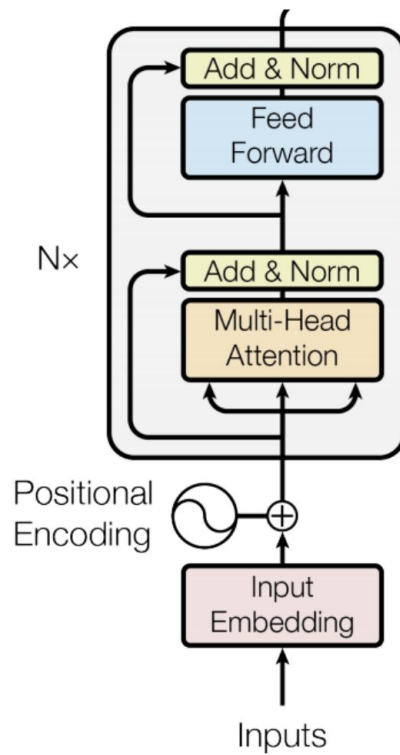 Add & Norm
Feed
Forward
Nx
Add & Norm
Multi-Head
Attention
Positional
Encoding
Input
Embedding
Inputs